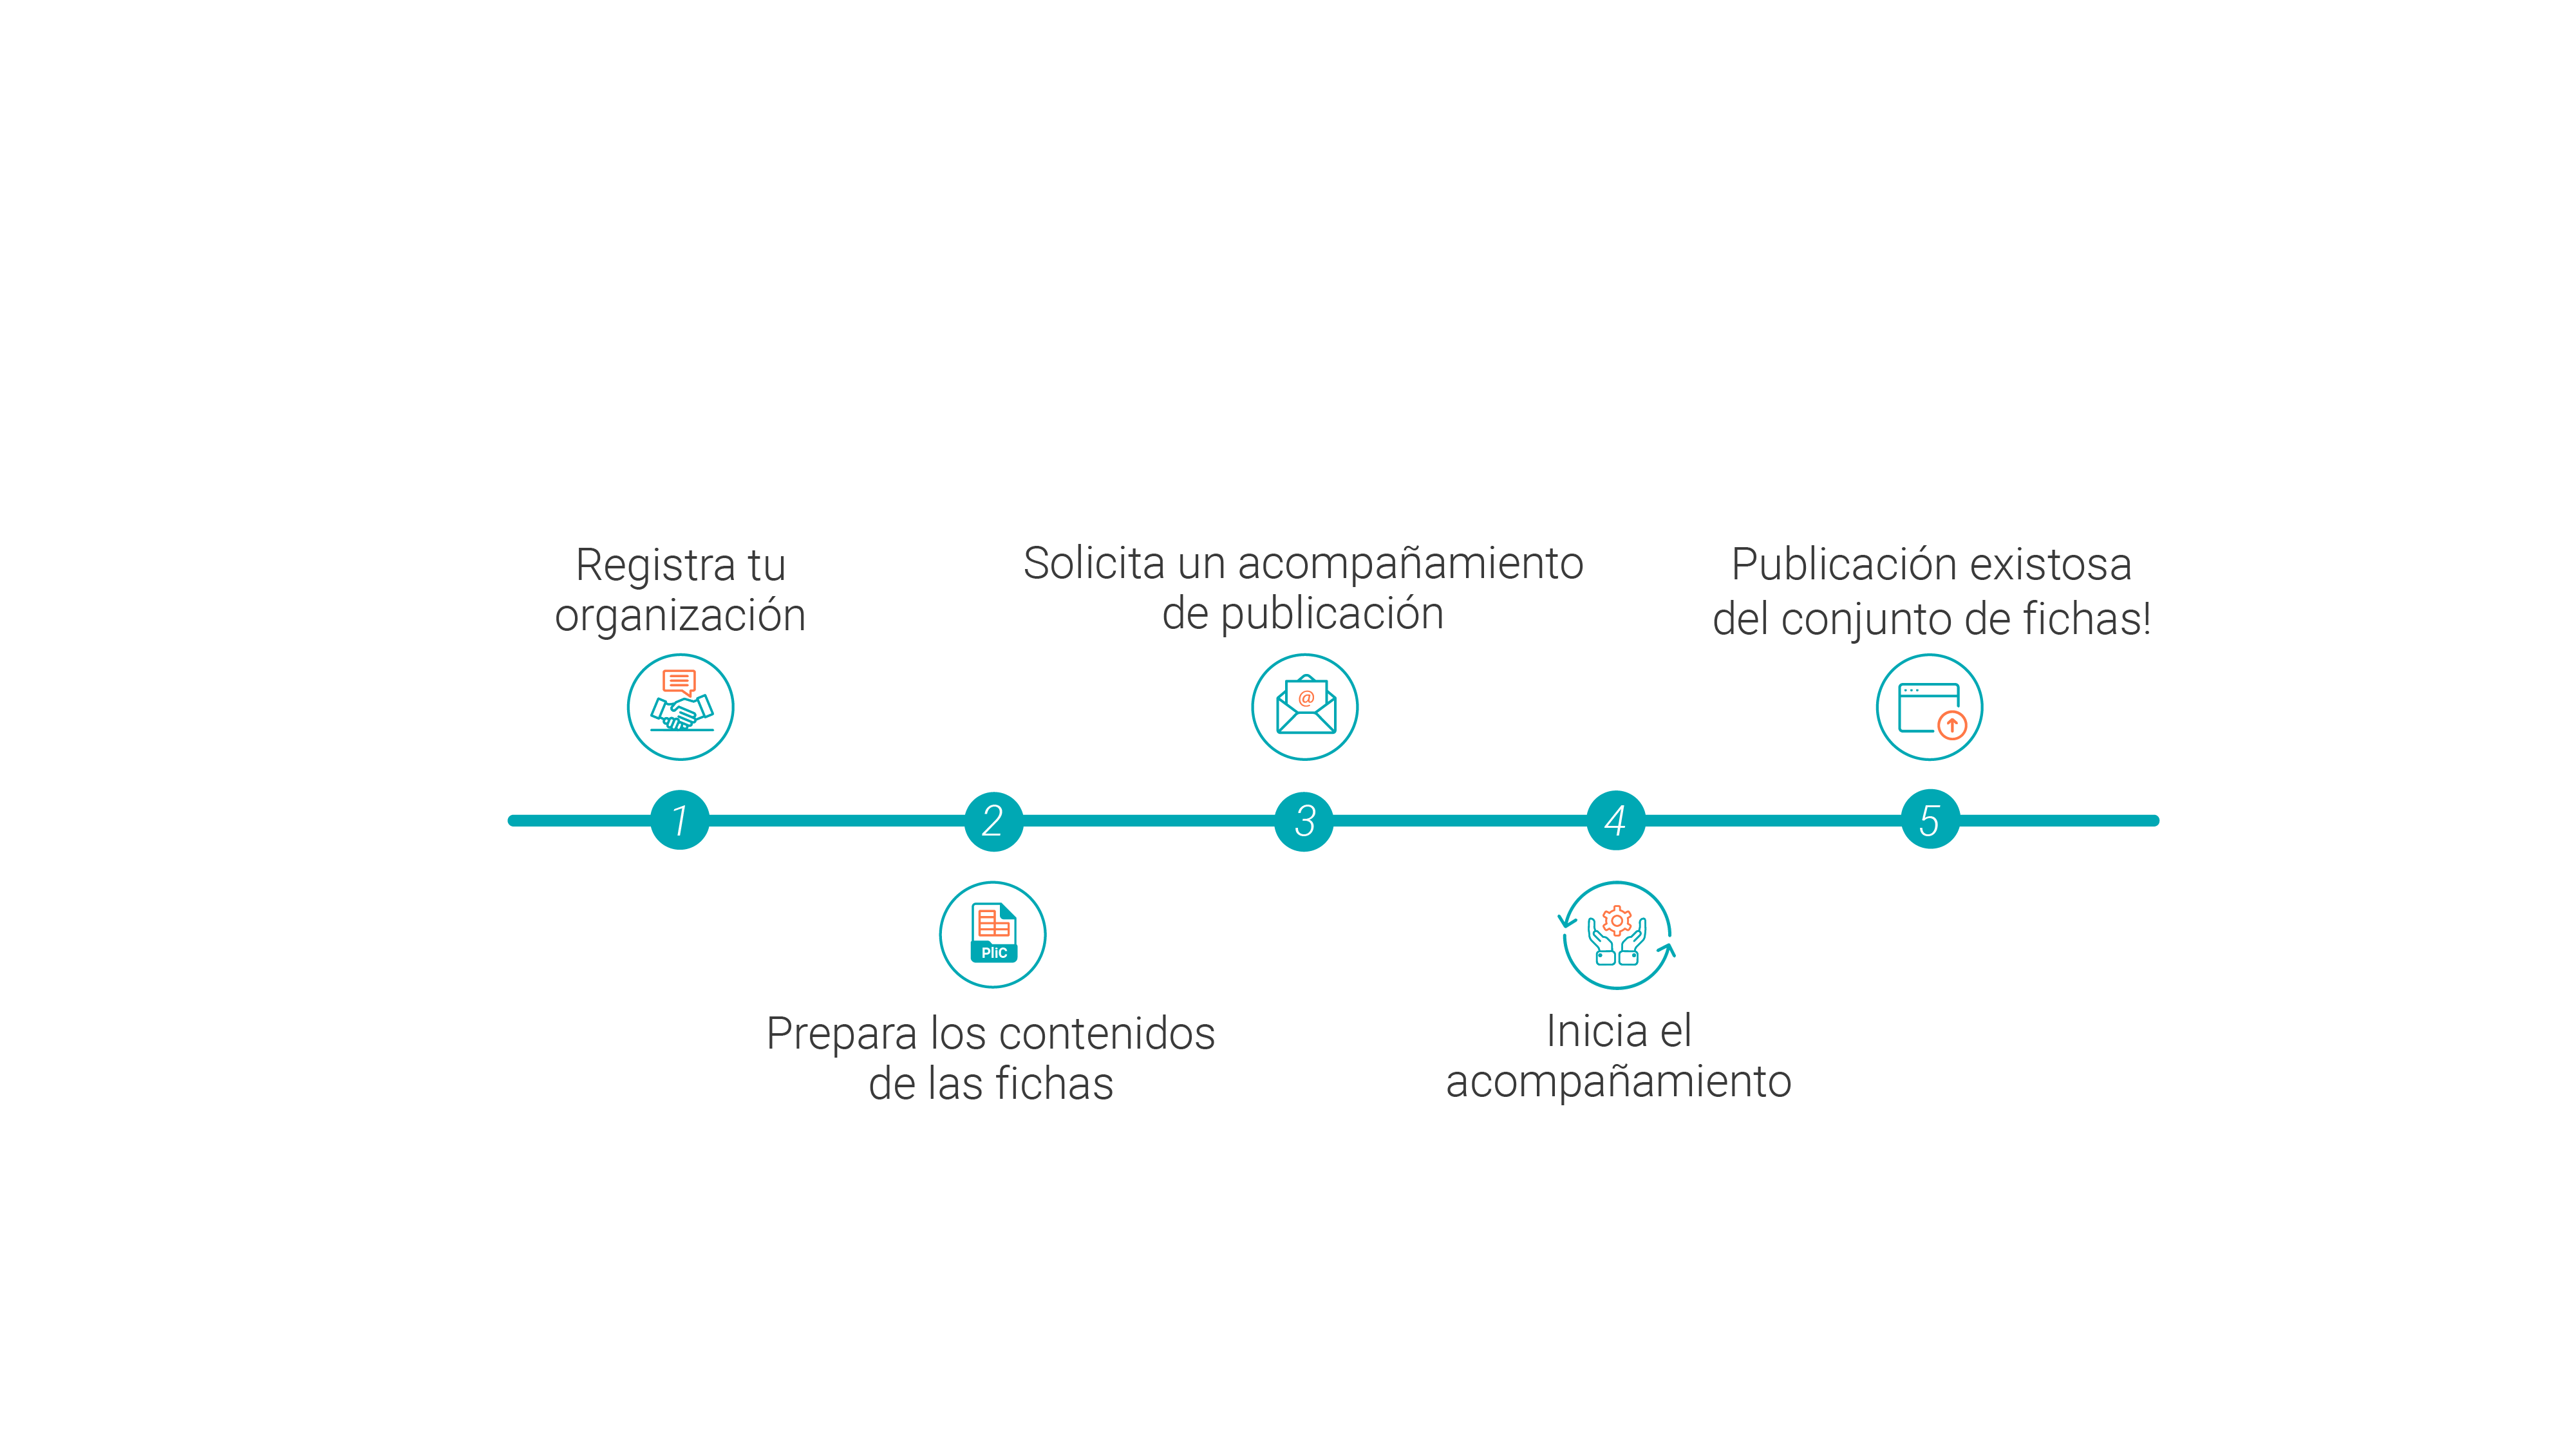 Registra tu
organización
Solicita un acompañamiento
de publicación
Publicación existosa
del conjunto de fichas!
@
1
2
3
4
5
PliC
Prepara los contenidos
de las fichas
Inicia el
acompañamiento